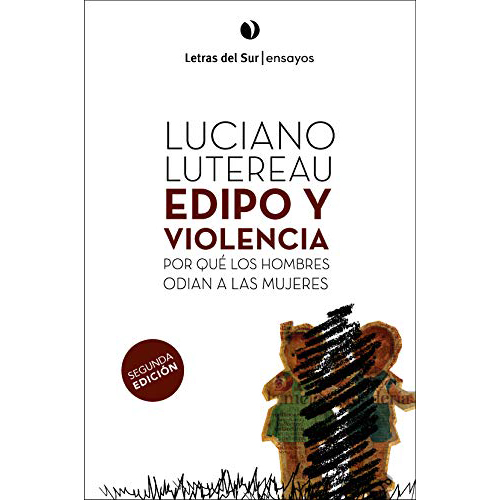 Letras del Sur|ensayos
LUCIANO
LUTEREAU
EDIPO Y
VIOLENCIA
POR QUÉ LOS HOMBRES
ODIAN A LAS MUJERES
SEGUNDA
EDICIÓN